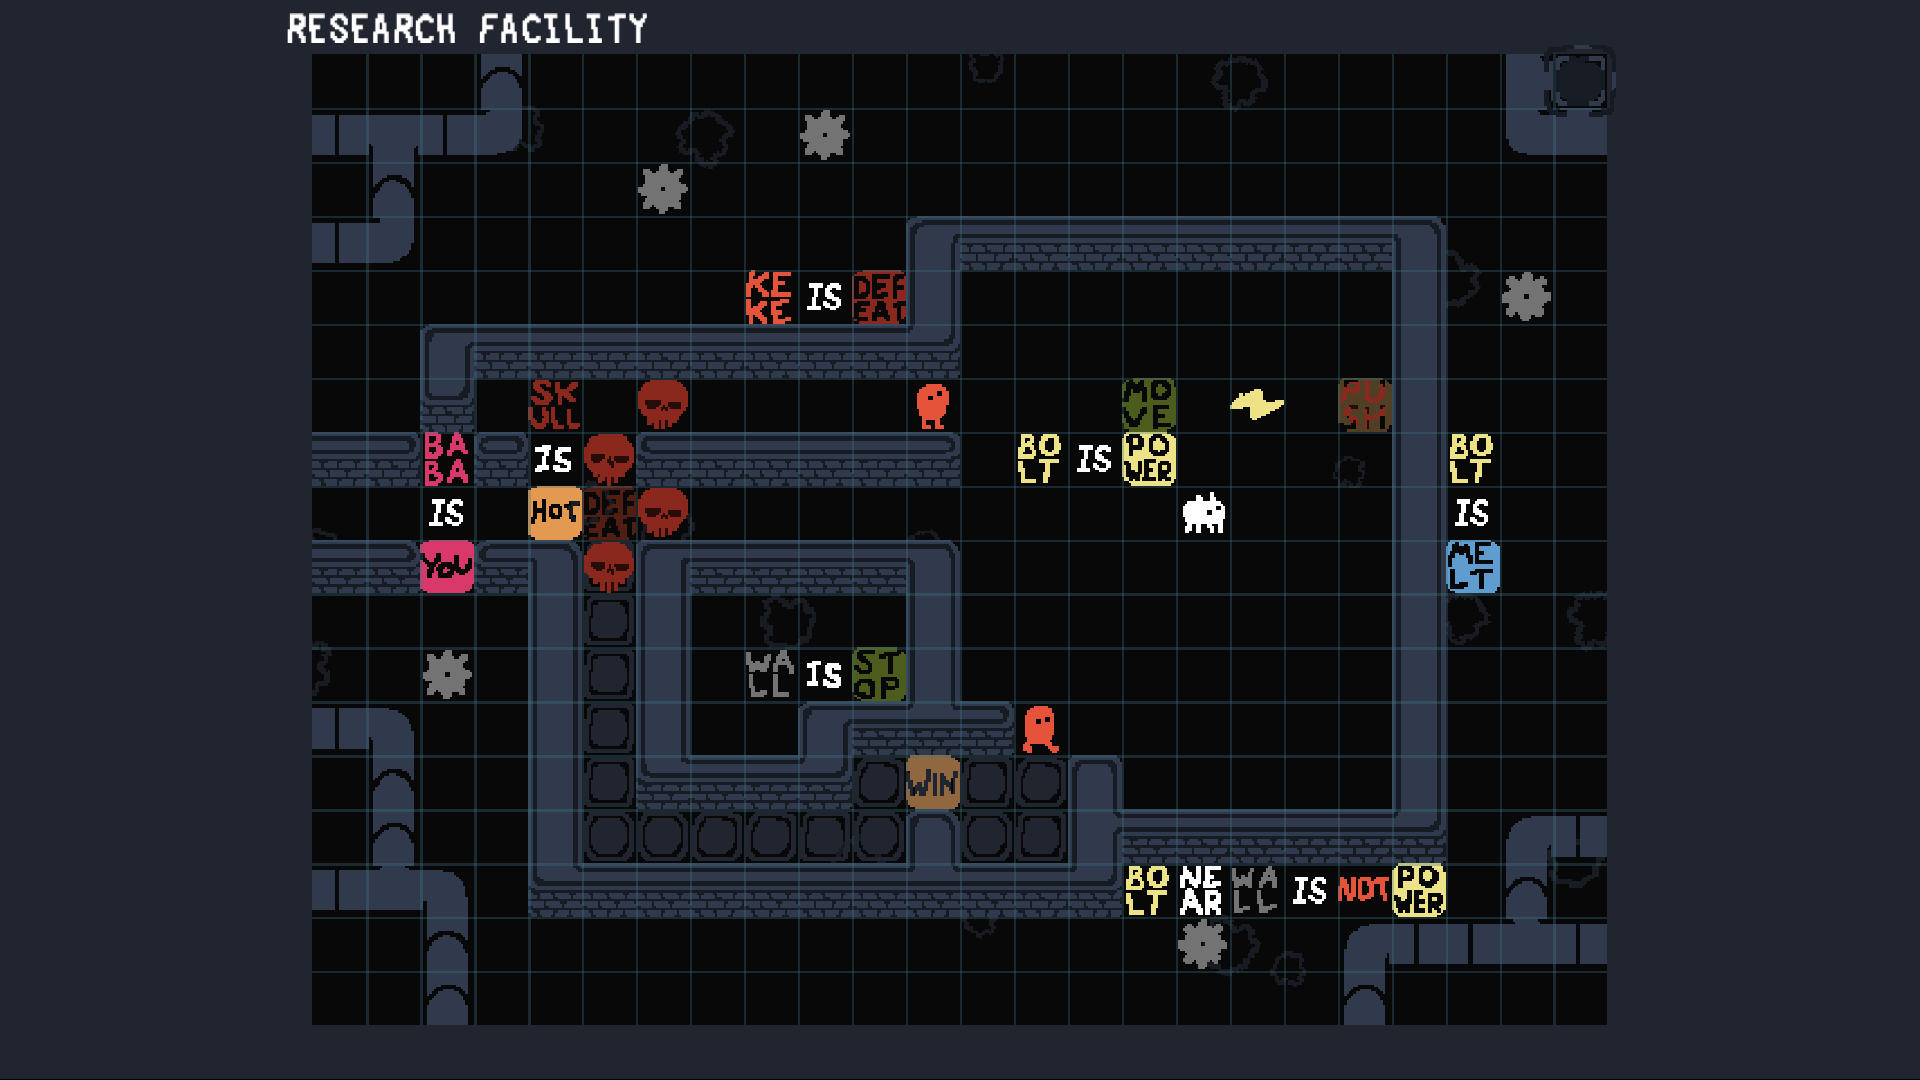 RESEARCH FACILITY
KEKE IS DEFEAT
SKULL MOVE PUSH
BABA IS BOLT IS POWER BOLT
IS HOT DEFEAT IS
YOU MELT
WALL IS STOP
WIN
BOLT NEAR WALL IS NOT POWER